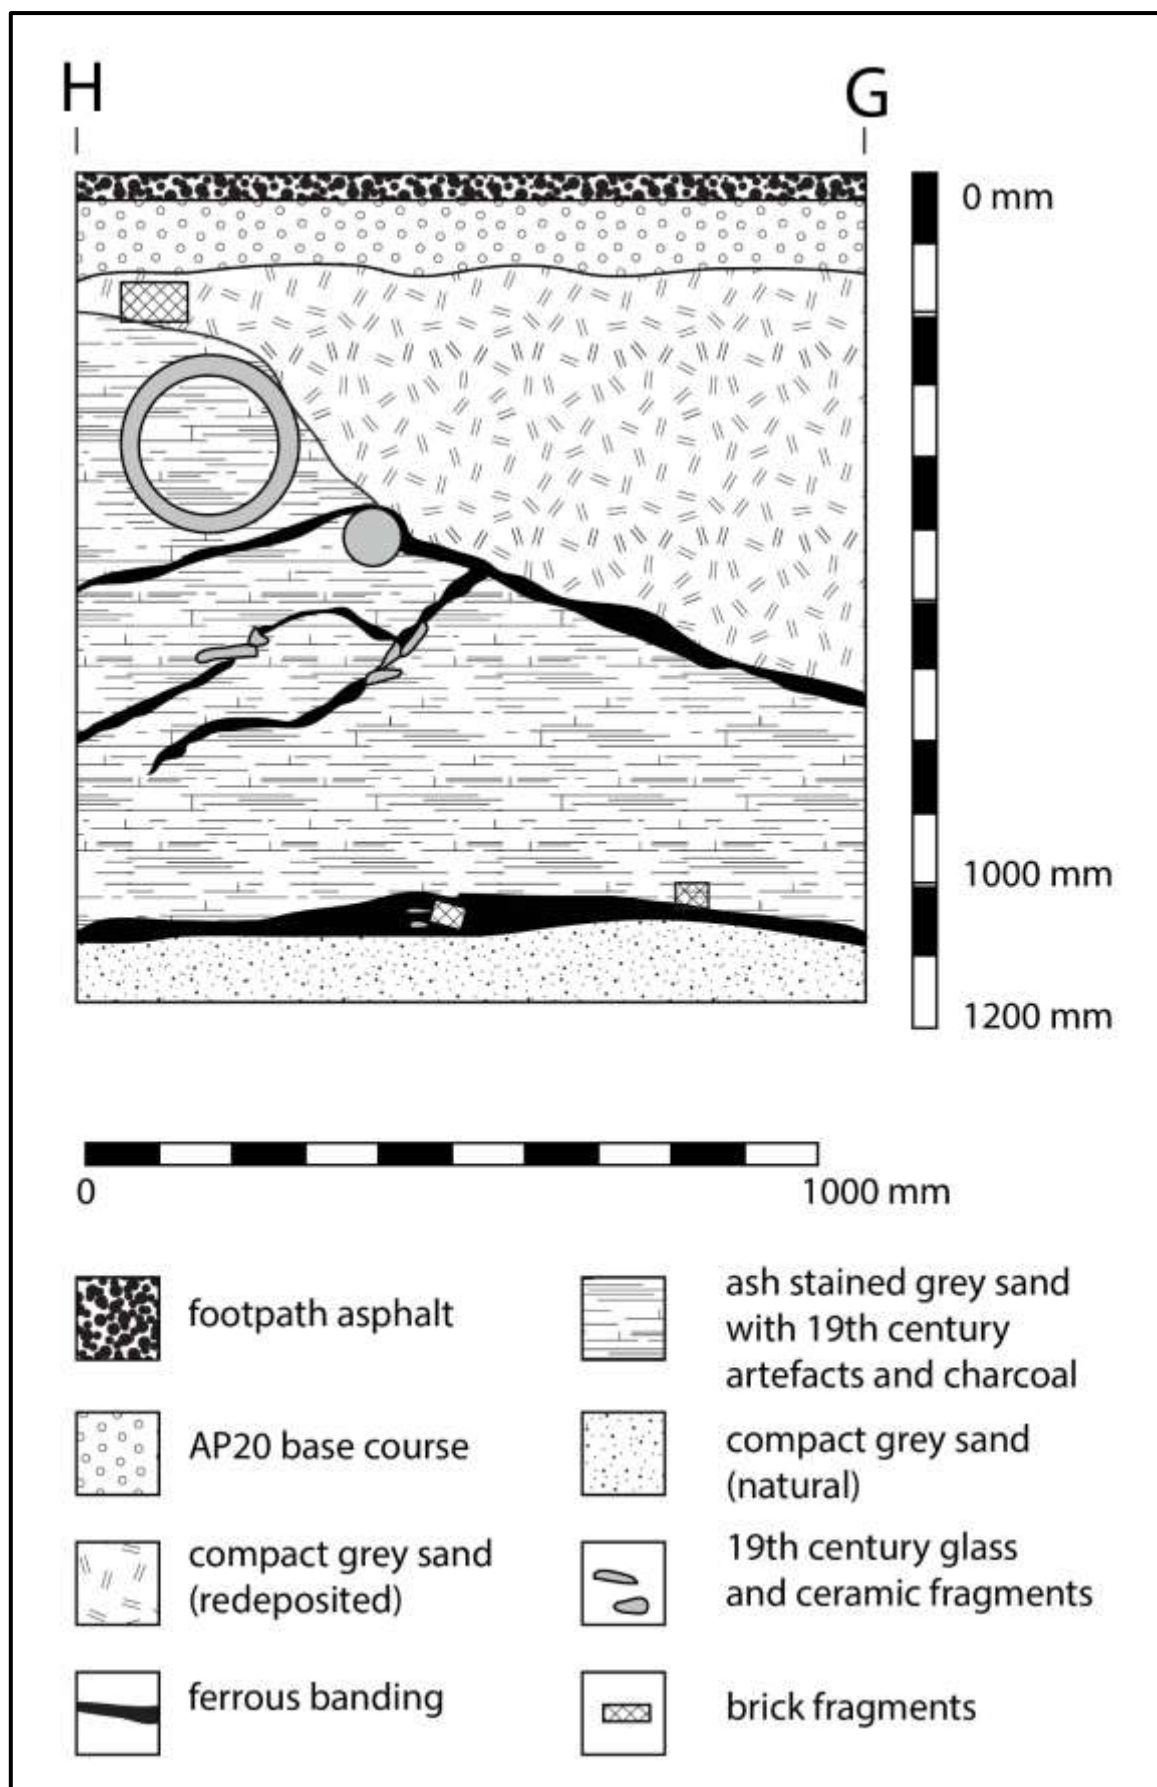 H
G
0 mm
1000 mm
1200 mm
0
1000 mm
footpath asphalt
AP20 base course
compact grey sand
(redeposited)
ferrous banding
ash stained grey sand
with 19th century
artefacts and charcoal
compact grey sand
(natural)
19th century glass
and ceramic fragments
brick fragments